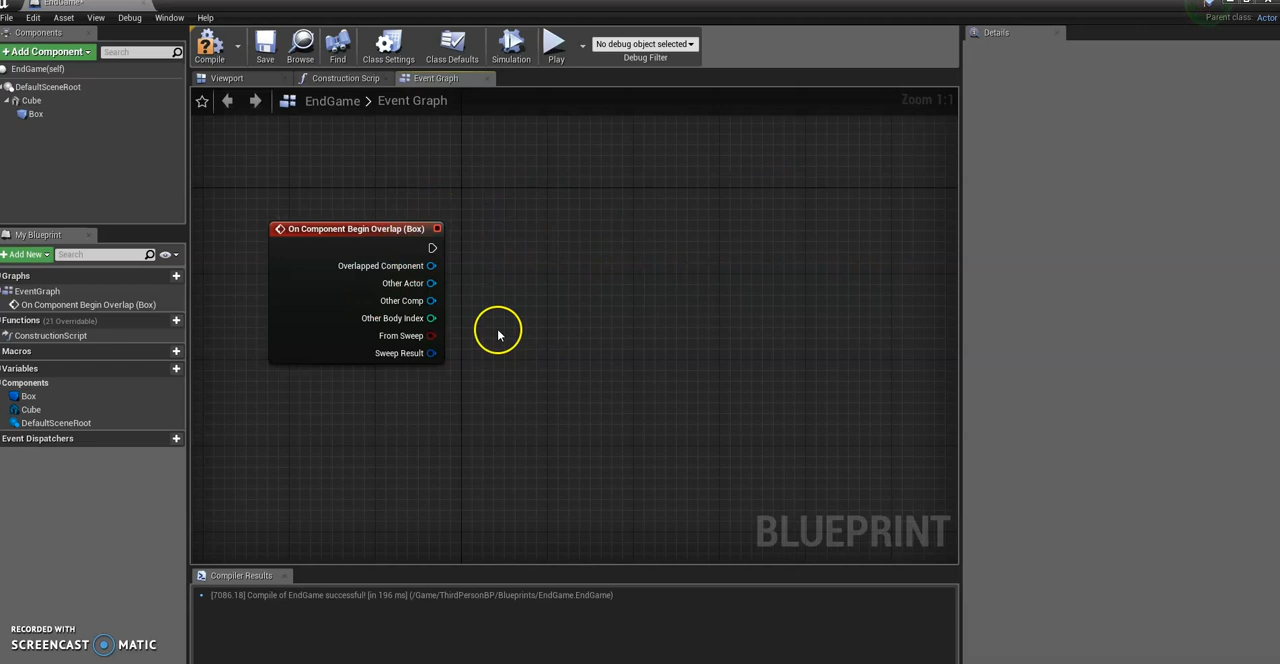 EndGame*
File Edit Asset View Debug Window Help
Parent class: Actor
Components
+Add Component Search
EndGame(self)
DefaultSceneRoot
Cube
Box
Compile Save Browse Find Class Settings Class Defaults Simulation Play
No debug object selected
Debug Filter
Details
Viewport Construction Scrip Event Graph
EndGame > Event Graph
Zoom 1:1
On Component Begin Overlap (Box)
Overlapped Component
Other Actor
Other Comp
Other Body Index
From Sweep
Sweep Result
BLUEPRINT
My Blueprint
+Add New Search
Graphs
EventGraph
On Component Begin Overlap (Box)
Functions (21 Overridable)
ConstructionScript
Macros
Variables
Components
Box
Cube
DefaultSceneRoot
Event Dispatchers
Compiler Results
[7086.18] Compile of EndGame successful! [in 196 ms] (/Game/ThirdPersonBP/Blueprints/EndGame.EndGame)
RECORDED WITH
SCREENCAST MATIC